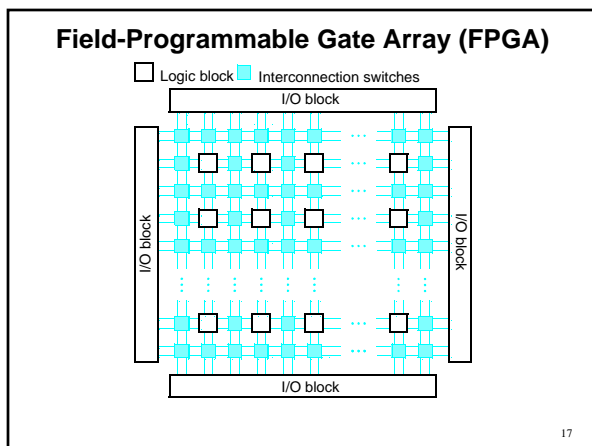 Field-Programmable Gate Array (FPGA)
Logic block Interconnection switches
I/O block
I/O block
I/O block
I/O block
17